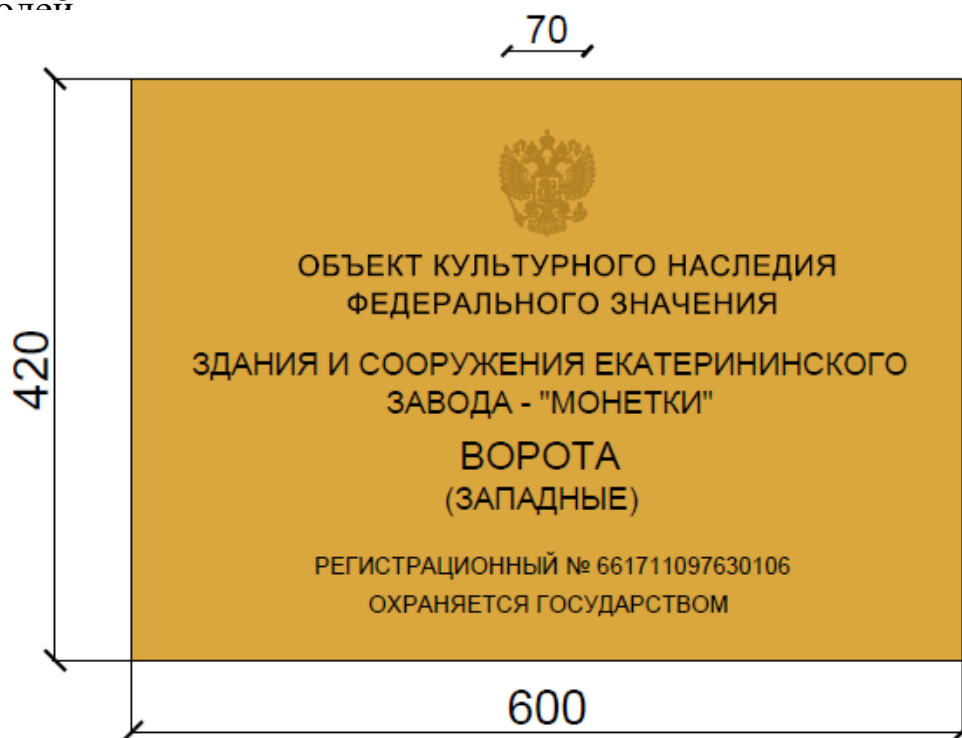 70
ОБЪЕКТ КУЛЬТУРНОГО НАСЛЕДИЯ
ФЕДЕРАЛЬНОГО ЗНАЧЕНИЯ
ЗДАНИЯ И СООРУЖЕНИЯ ЕКАТЕРИНИНСКОГО
ЗАВОДА - "МОНЕТКИ"
420
ВОРОТА
(ЗАПАДНЫЕ)
РЕГИСТРАЦИОННЫЙ № 661711097630106
ОХРАНЯЕТСЯ ГОСУДАРСТВОМ
600